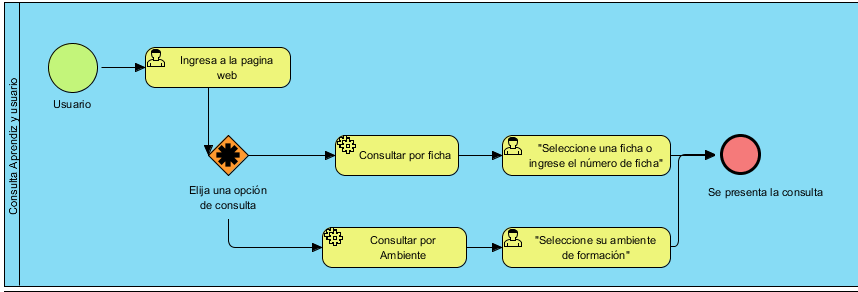 Consulta Aprendiz y usuario
Usuario
Ingresa a la pagina
web
Elija una opción
de consulta
Consultar por ficha
"Seleccione una ficha o
ingrese el número de ficha"
Se presenta la consulta
Consultar por
Ambiente
"Seleccione su ambiente
de formación"